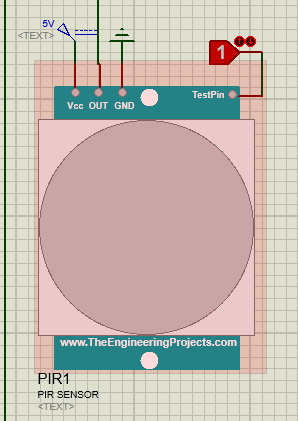 5V
<TEXT>
1
Vcc OUT GND
TestPin
www.TheEngineeringProjects.com
PIR1
PIR SENSOR
<TEXT>